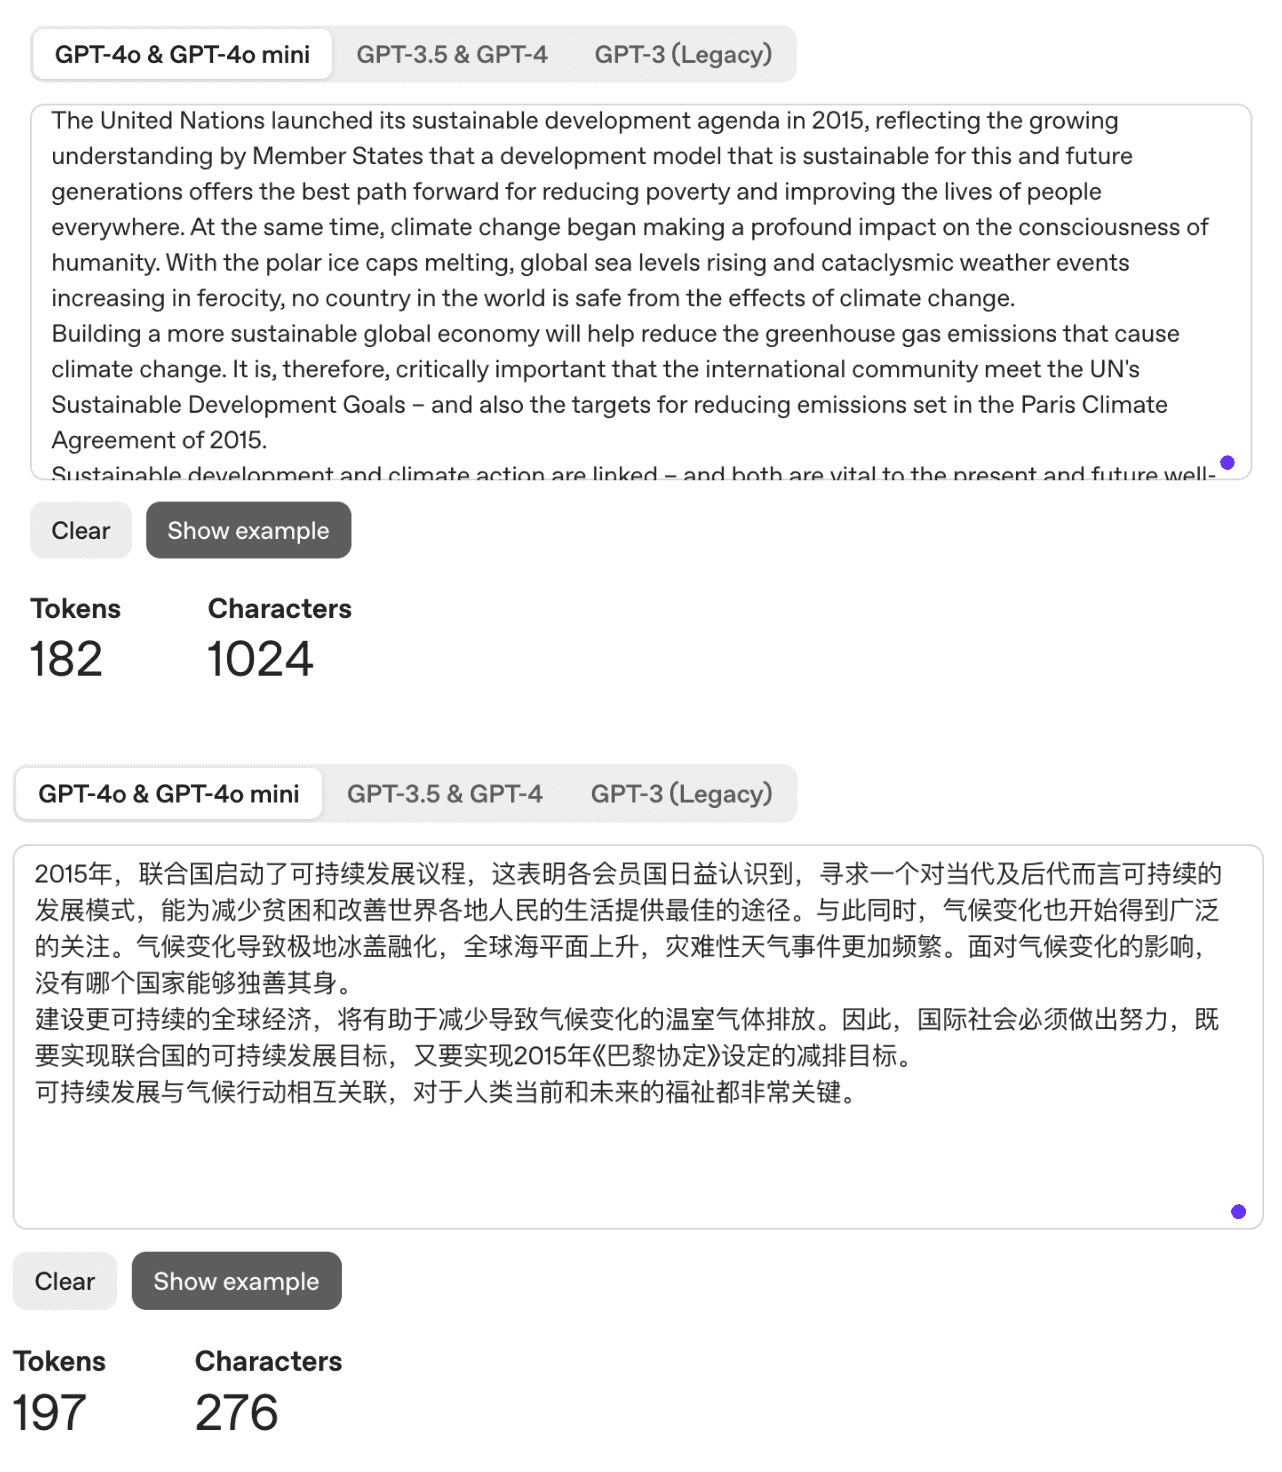 GPT-4o & GPT-4o mini GPT-3.5 & GPT-4 GPT-3 (Legacy)
The United Nations launched its sustainable development agenda in 2015, reflecting the growing
understanding by Member States that a development model that is sustainable for this and future
generations offers the best path forward for reducing poverty and improving the lives of people
everywhere. At the same time, climate change began making a profound impact on the consciousness of
humanity. With the polar ice caps melting, global sea levels rising and cataclysmic weather events
increasing in ferocity, no country in the world is safe from the effects of climate change.
Building a more sustainable global economy will help reduce the greenhouse gas emissions that cause
climate change. It is, therefore, critically important that the international community meet the UN's
Sustainable Development Goals – and also the targets for reducing emissions set in the Paris Climate
Agreement of 2015.
Sustainable development and climate action are linked – and both are vital to the present and future well-
Clear Show example
Tokens Characters
182 1024
GPT-4o & GPT-4o mini GPT-3.5 & GPT-4 GPT-3 (Legacy)
2015年，联合国启动了可持续发展议程，这表明各会员国日益认识到，寻求一个对当代及后代而言可持续的
发展模式，能为减少贫困和改善世界各地人民的生活提供最佳的途径。与此同时，气候变化也开始得到广泛
的关注。气候变化导致极地冰盖融化，全球海平面上升，灾难性天气事件更加频繁。面对气候变化的影响，
没有哪个国家能够独善其身。
建设更可持续的全球经济，将有助于减少导致气候变化的温室气体排放。因此，国际社会必须做出努力，既
要实现联合国的可持续发展目标，又要实现2015年《巴黎协定》设定的减排目标。
可持续发展与气候行动相互关联，对于人类当前和未来的福祉都非常关键。
Clear Show example
Tokens Characters
197 276